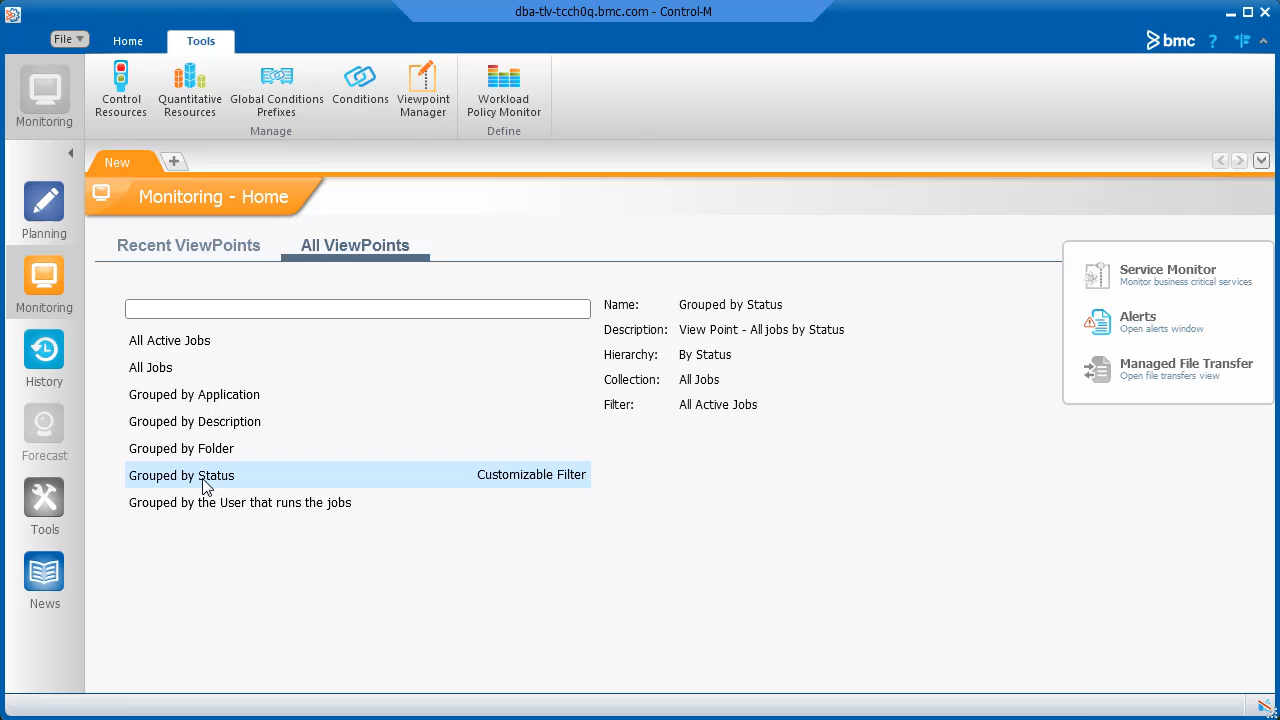 dba-tlv-tcch0q.bmc.com - Control-M
File
Home
Tools
bmc
?
Monitoring
Control
Resources
Quantitative
Resources
Global Conditions
Prefixes
Conditions
Viewpoint
Manager
Manage
Workload
Policy Monitor
Define
New
Monitoring - Home
Planning
Monitoring
History
Forecast
Tools
News
Recent ViewPoints
All ViewPoints
All Active Jobs
All Jobs
Grouped by Application
Grouped by Description
Grouped by Folder
Grouped by Status Customizable Filter
Grouped by the User that runs the jobs
Name: Grouped by Status
Description: View Point - All jobs by Status
Hierarchy: By Status
Collection: All Jobs
Filter: All Active Jobs
Service Monitor
Monitor business critical services
Alerts
Open alerts window
Managed File Transfer
Open file transfers view